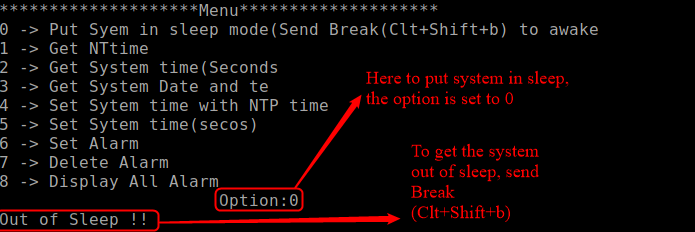 ********************Menu********************
0 -> Put Syem in sleep mode(Send Break(Clt+Shift+b) to awake
1 -> Get NTtime
2 -> Get System time(Seconds
3 -> Get System Date and te
4 -> Set Sytem time with NTP time
5 -> Set Sytem time(secos)
6 -> Set Alarm
7 -> Delete Alarm
8 -> Display All Alarm
Option:0
Out of Sleep !!
Here to put system in sleep,
the option is set to 0
To get the system
out of sleep, send
Break
(Clt+Shift+b)